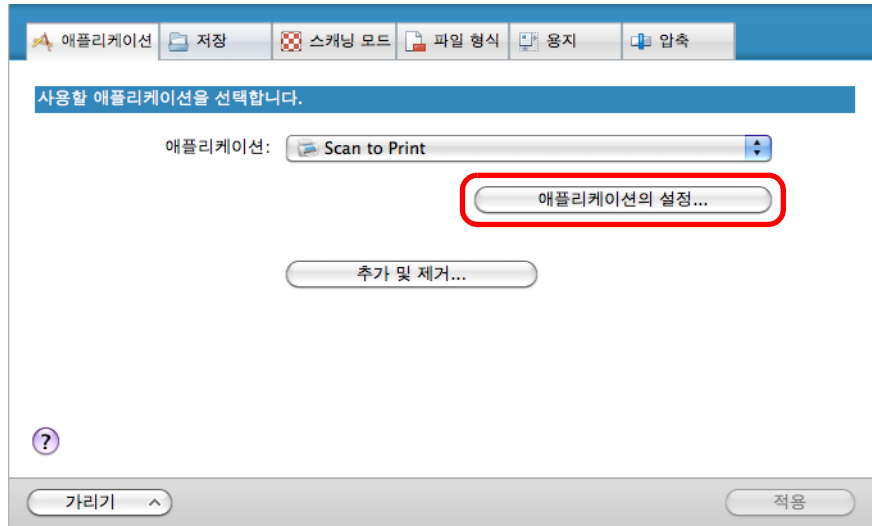 애플리케이션 저장 스캐닝 모드 파일 형식 용지 압축
사용할 애플리케이션을 선택합니다.
애플리케이션: Scan to Print
애플리케이션의 설정...
추가 및 제거...
?
가리기 적용